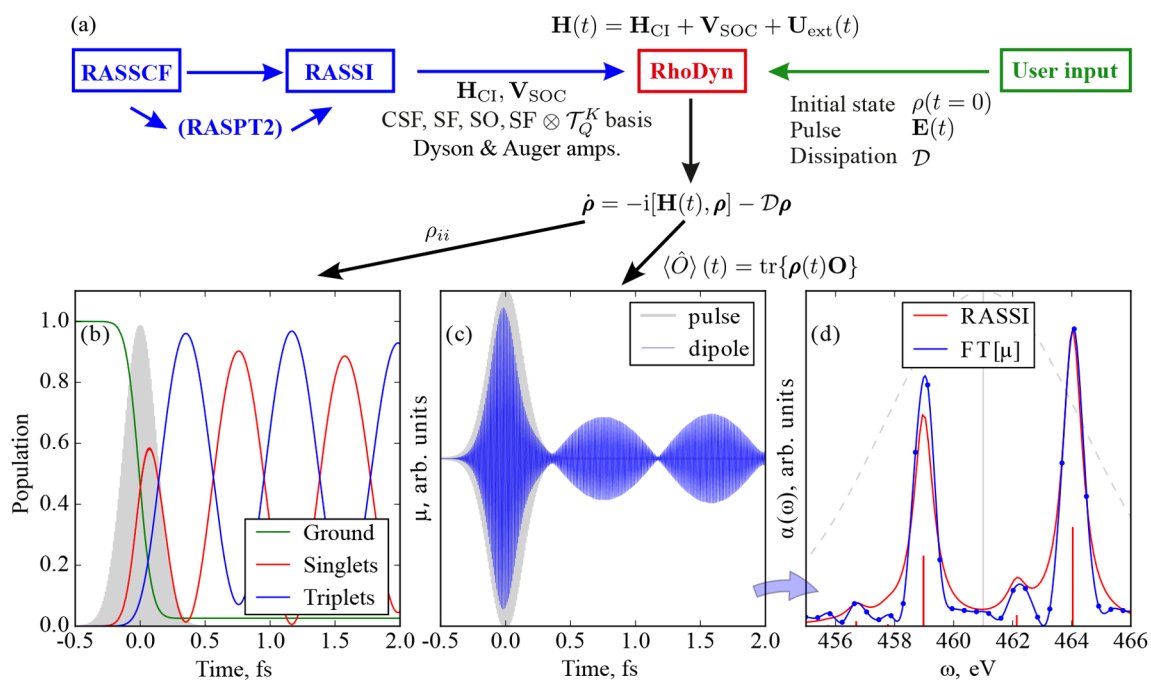 (a)
H(t) = H_CI + V_SOC + U_ext(t)
RASSCF
RASSI
RhoDyn
User input
(RASPT2)
H_CI, V_SOC
CSF, SF, SO, SF ⊗ 𝒯_Q^K basis
Dyson & Auger amps.
Initial state ρ(t = 0)
Pulse E(t)
Dissipation 𝒟
ρ̇ = −i[H(t), ρ] − 𝒟ρ
ρ_ii
⟨Ô⟩ (t) = tr{ρ(t)O}
(b)
Population
1.0
0.8
0.6
0.4
0.2
0.0
Ground
Singlets
Triplets
-0.5 0.0 0.5 1.0 1.5 2.0
Time, fs
(c)
μ, arb. units
pulse
dipole
-0.5 0.0 0.5 1.0 1.5 2.0
Time, fs
(d)
α(ω), arb. units
RASSI
FT[μ]
456 458 460 462 464 466
ω, eV